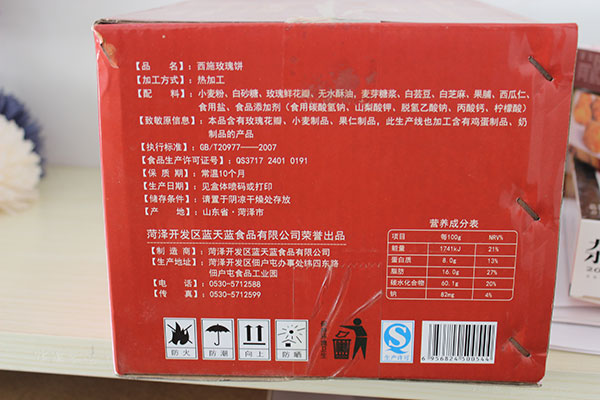 【品 名】：西施玫瑰饼
【加工方式】：热加工
【配 料】：小麦粉、白砂糖、玫瑰鲜花瓣、无水酥油、麦芽糖浆、白芸豆、白芝麻、果脯、西瓜仁、
食用盐、食品添加剂（食用碳酸氢钠、山梨酸钾、脱氢乙酸钠、丙酸钙、柠檬酸）
【致敏原信息】：本品含有玫瑰花瓣、小麦制品、果仁制品，此生产线也加工含有鸡蛋制品、奶
制品的产品
【执行标准】：GB/T20977——2007
【食品生产许可证号】：QS3717 2401 0191
【保 质 期】：常温10个月
【生产日期】：见盒体喷码或打印
【储存条件】：请置于阴凉干燥处存放
【产 地】：山东省·菏泽市
菏泽开发区蓝天蓝食品有限公司荣誉出品
【制 造 商】：菏泽开发区蓝天蓝食品有限公司
【生产地址】：菏泽开发区佃户屯办事处纬四东路
佃户屯食品工业园
【电 话】：0530-5712588
【传 真】：0530-5712599
营养成分表
项目 每100g NRV%
能量 1741kJ 21%
蛋白质 8.0g 13%
脂肪 16.0g 27%
碳水化合物 60.1g 20%
钠 82mg 4%
防火 防潮 向上 防晒
QS
生产许可
6 956824 500544